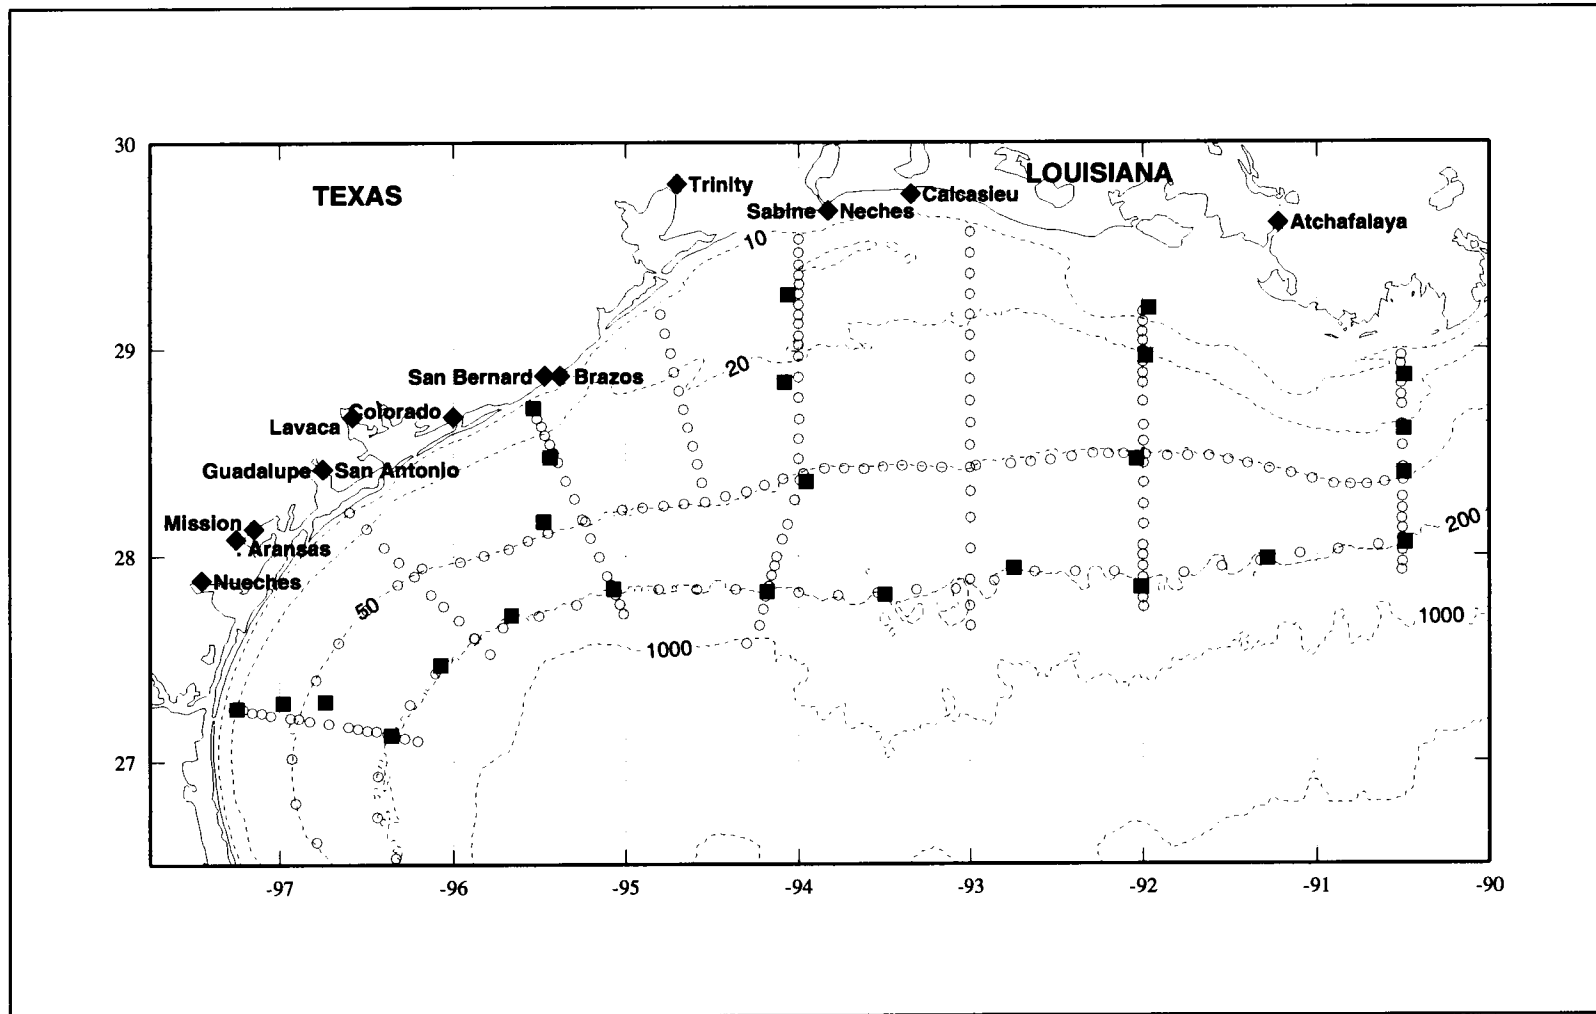 30
TEXAS
LOUISIANA
Trinity
Sabine Neches
Calcasieu
Atchafalaya
10
29
20
San Bernard Brazos
Colorado
Lavaca
Guadalupe San Antonio
Mission
Aransas
200
28
Nueches
50
1000
1000
27
-97 -96 -95 -94 -93 -92 -91 -90